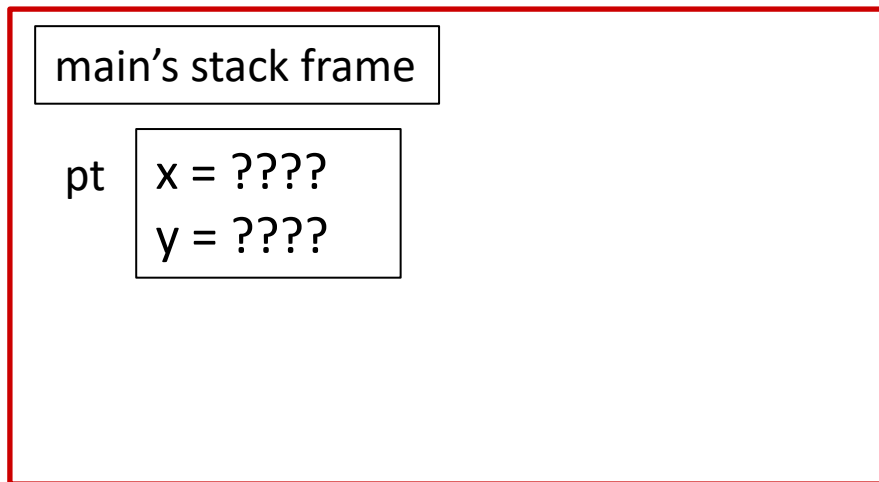 main’s stack frame
pt
x = ????
y = ????